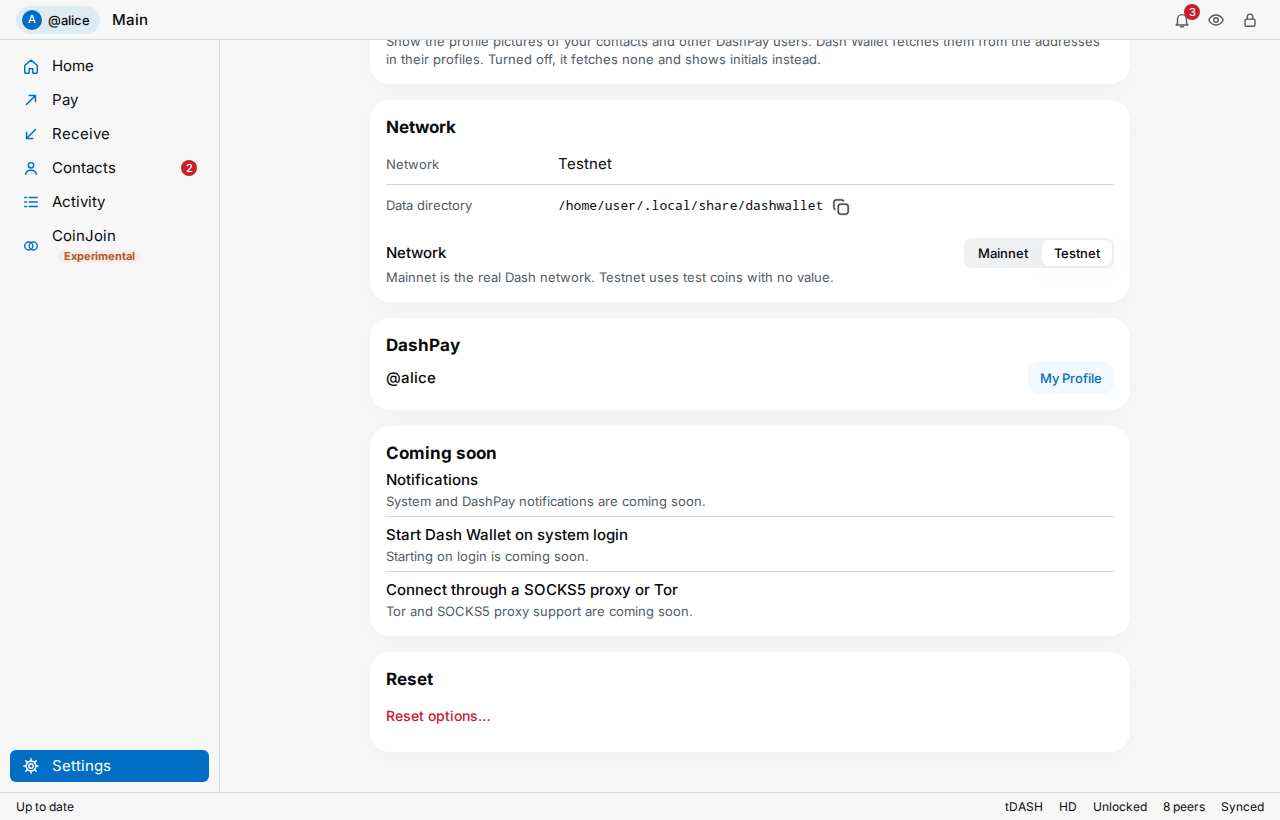 A @alice Main 3
Home
Pay
Receive
Contacts 2
Activity
CoinJoin
Experimental
Settings
Show the profile pictures of your contacts and other DashPay users. Dash Wallet fetches them from the addresses
in their profiles. Turned off, it fetches none and shows initials instead.
Network
Network Testnet
Data directory /home/user/.local/share/dashwallet
Network Mainnet Testnet
Mainnet is the real Dash network. Testnet uses test coins with no value.
DashPay
@alice My Profile
Coming soon
Notifications
System and DashPay notifications are coming soon.
Start Dash Wallet on system login
Starting on login is coming soon.
Connect through a SOCKS5 proxy or Tor
Tor and SOCKS5 proxy support are coming soon.
Reset
Reset options...
Up to date tDASH HD Unlocked 8 peers Synced